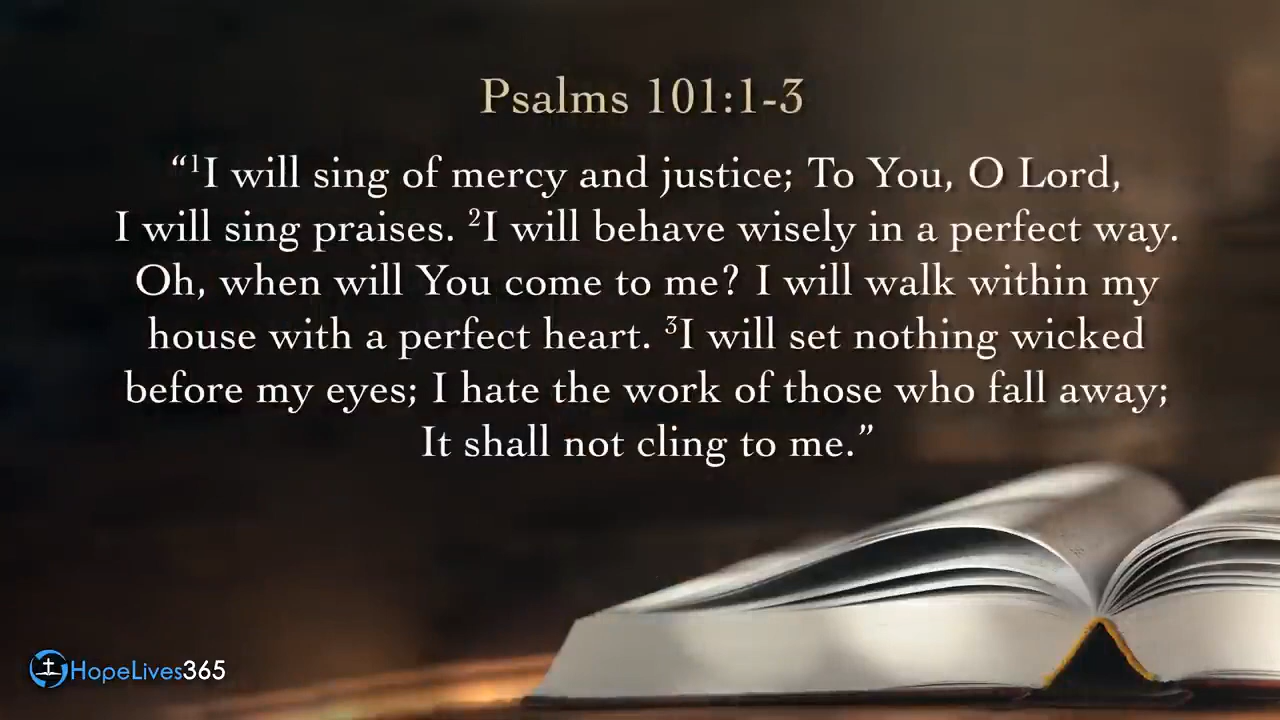 Psalms 101:1-3
“¹I will sing of mercy and justice; To You, O Lord,
I will sing praises. ²I will behave wisely in a perfect way.
Oh, when will You come to me? I will walk within my
house with a perfect heart. ³I will set nothing wicked
before my eyes; I hate the work of those who fall away;
It shall not cling to me.”
HopeLives365